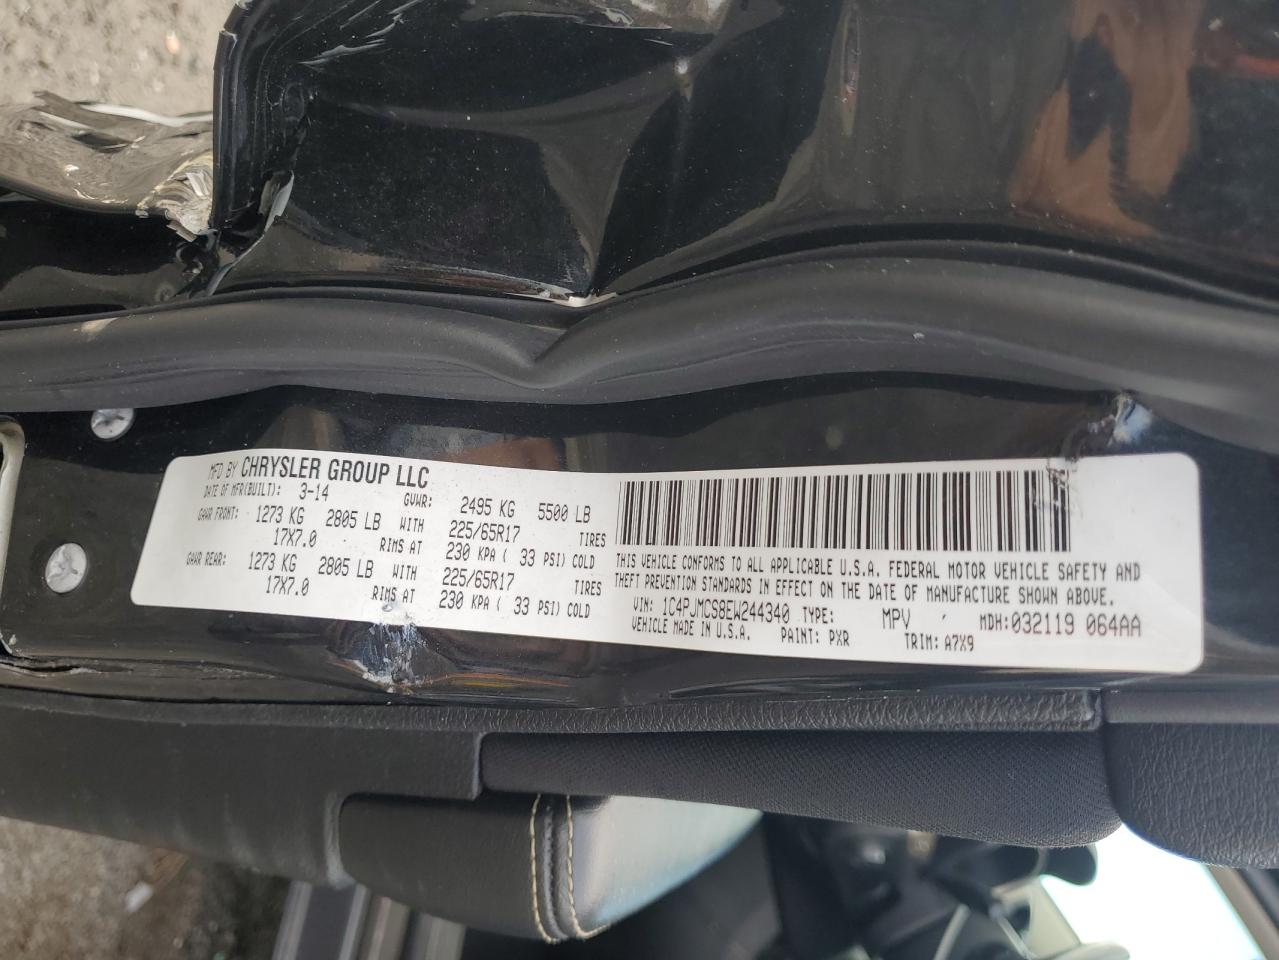 MFD BY CHRYSLER GROUP LLC
DATE OF MFR(BUILT): 3-14 GVWR: 2495 KG 5500 LB
GAWR FRONT: 1273 KG 2805 LB WITH 225/65R17 TIRES
17X7.0 RIMS AT 230 KPA ( 33 PSI) COLD
GAWR REAR: 1273 KG 2805 LB WITH 225/65R17 TIRES
17X7.0 RIMS AT 230 KPA ( 33 PSI) COLD
THIS VEHICLE CONFORMS TO ALL APPLICABLE U.S.A. FEDERAL MOTOR VEHICLE SAFETY AND
THEFT PREVENTION STANDARDS IN EFFECT ON THE DATE OF MANUFACTURE SHOWN ABOVE.
VIN: 1C4PJMCS8EW244340 TYPE: MPV MDH: 032119 064AA
VEHICLE MADE IN U.S.A. PAINT: PXR TRIM: A7X9